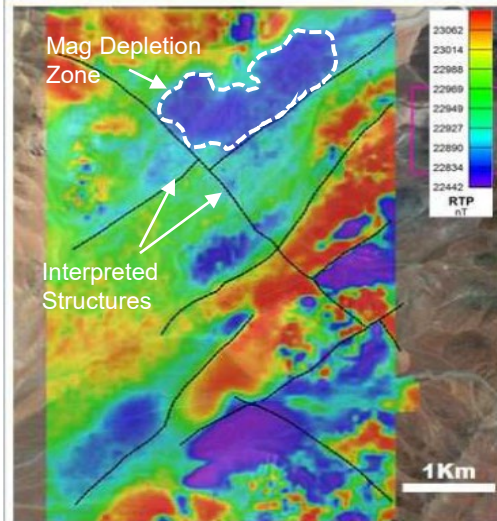 Mag Depletion
Zone
23062
23014
22988
22969
22949
22927
22890
22834
22442
RTP
nT
Interpreted
Structures
1Km